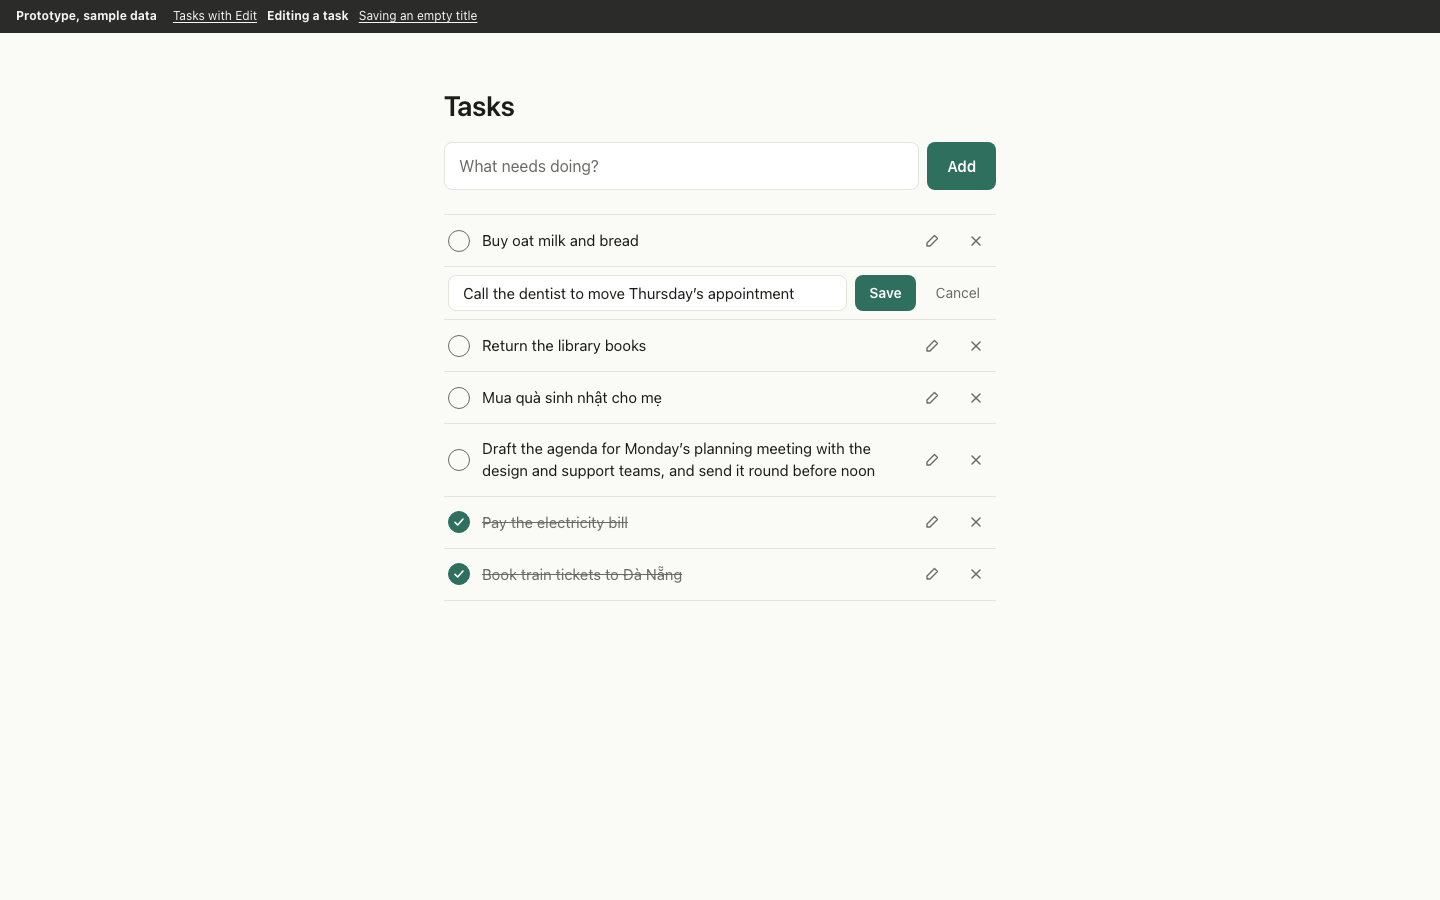 Prototype, sample data Tasks with Edit Editing a task Saving an empty title
Tasks
What needs doing? Add
Buy oat milk and bread
Call the dentist to move Thursday’s appointment Save Cancel
Return the library books
Mua quà sinh nhật cho mẹ
Draft the agenda for Monday’s planning meeting with the
design and support teams, and send it round before noon
Pay the electricity bill
Book train tickets to Đà Nẵng